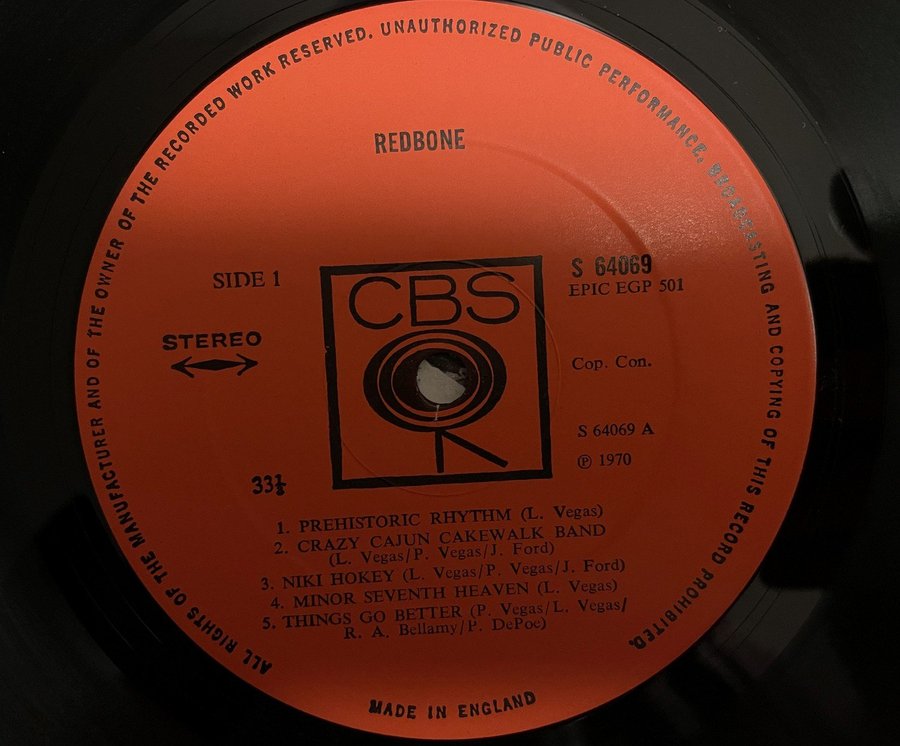 ALL RIGHTS OF THE MANUFACTURER AND OF THE OWNER OF THE RECORDED WORK RESERVED. UNAUTHORIZED PUBLIC PERFORMANCE, BROADCASTING AND COPYING OF THIS RECORD PROHIBITED.
REDBONE
SIDE 1
S 64069
EPIC EGP 501
CBS
STEREO
Cop. Con.
S 64069 A
℗ 1970
33⅓
1. PREHISTORIC RHYTHM (L. Vegas)
2. CRAZY CAJUN CAKEWALK BAND
(L. Vegas/P. Vegas/J. Ford)
3. NIKI HOKEY (L. Vegas/P. Vegas/J. Ford)
4. MINOR SEVENTH HEAVEN (L. Vegas)
5. THINGS GO BETTER (P. Vegas/L. Vegas/
R. A. Bellamy/P. DePoe)
MADE IN ENGLAND